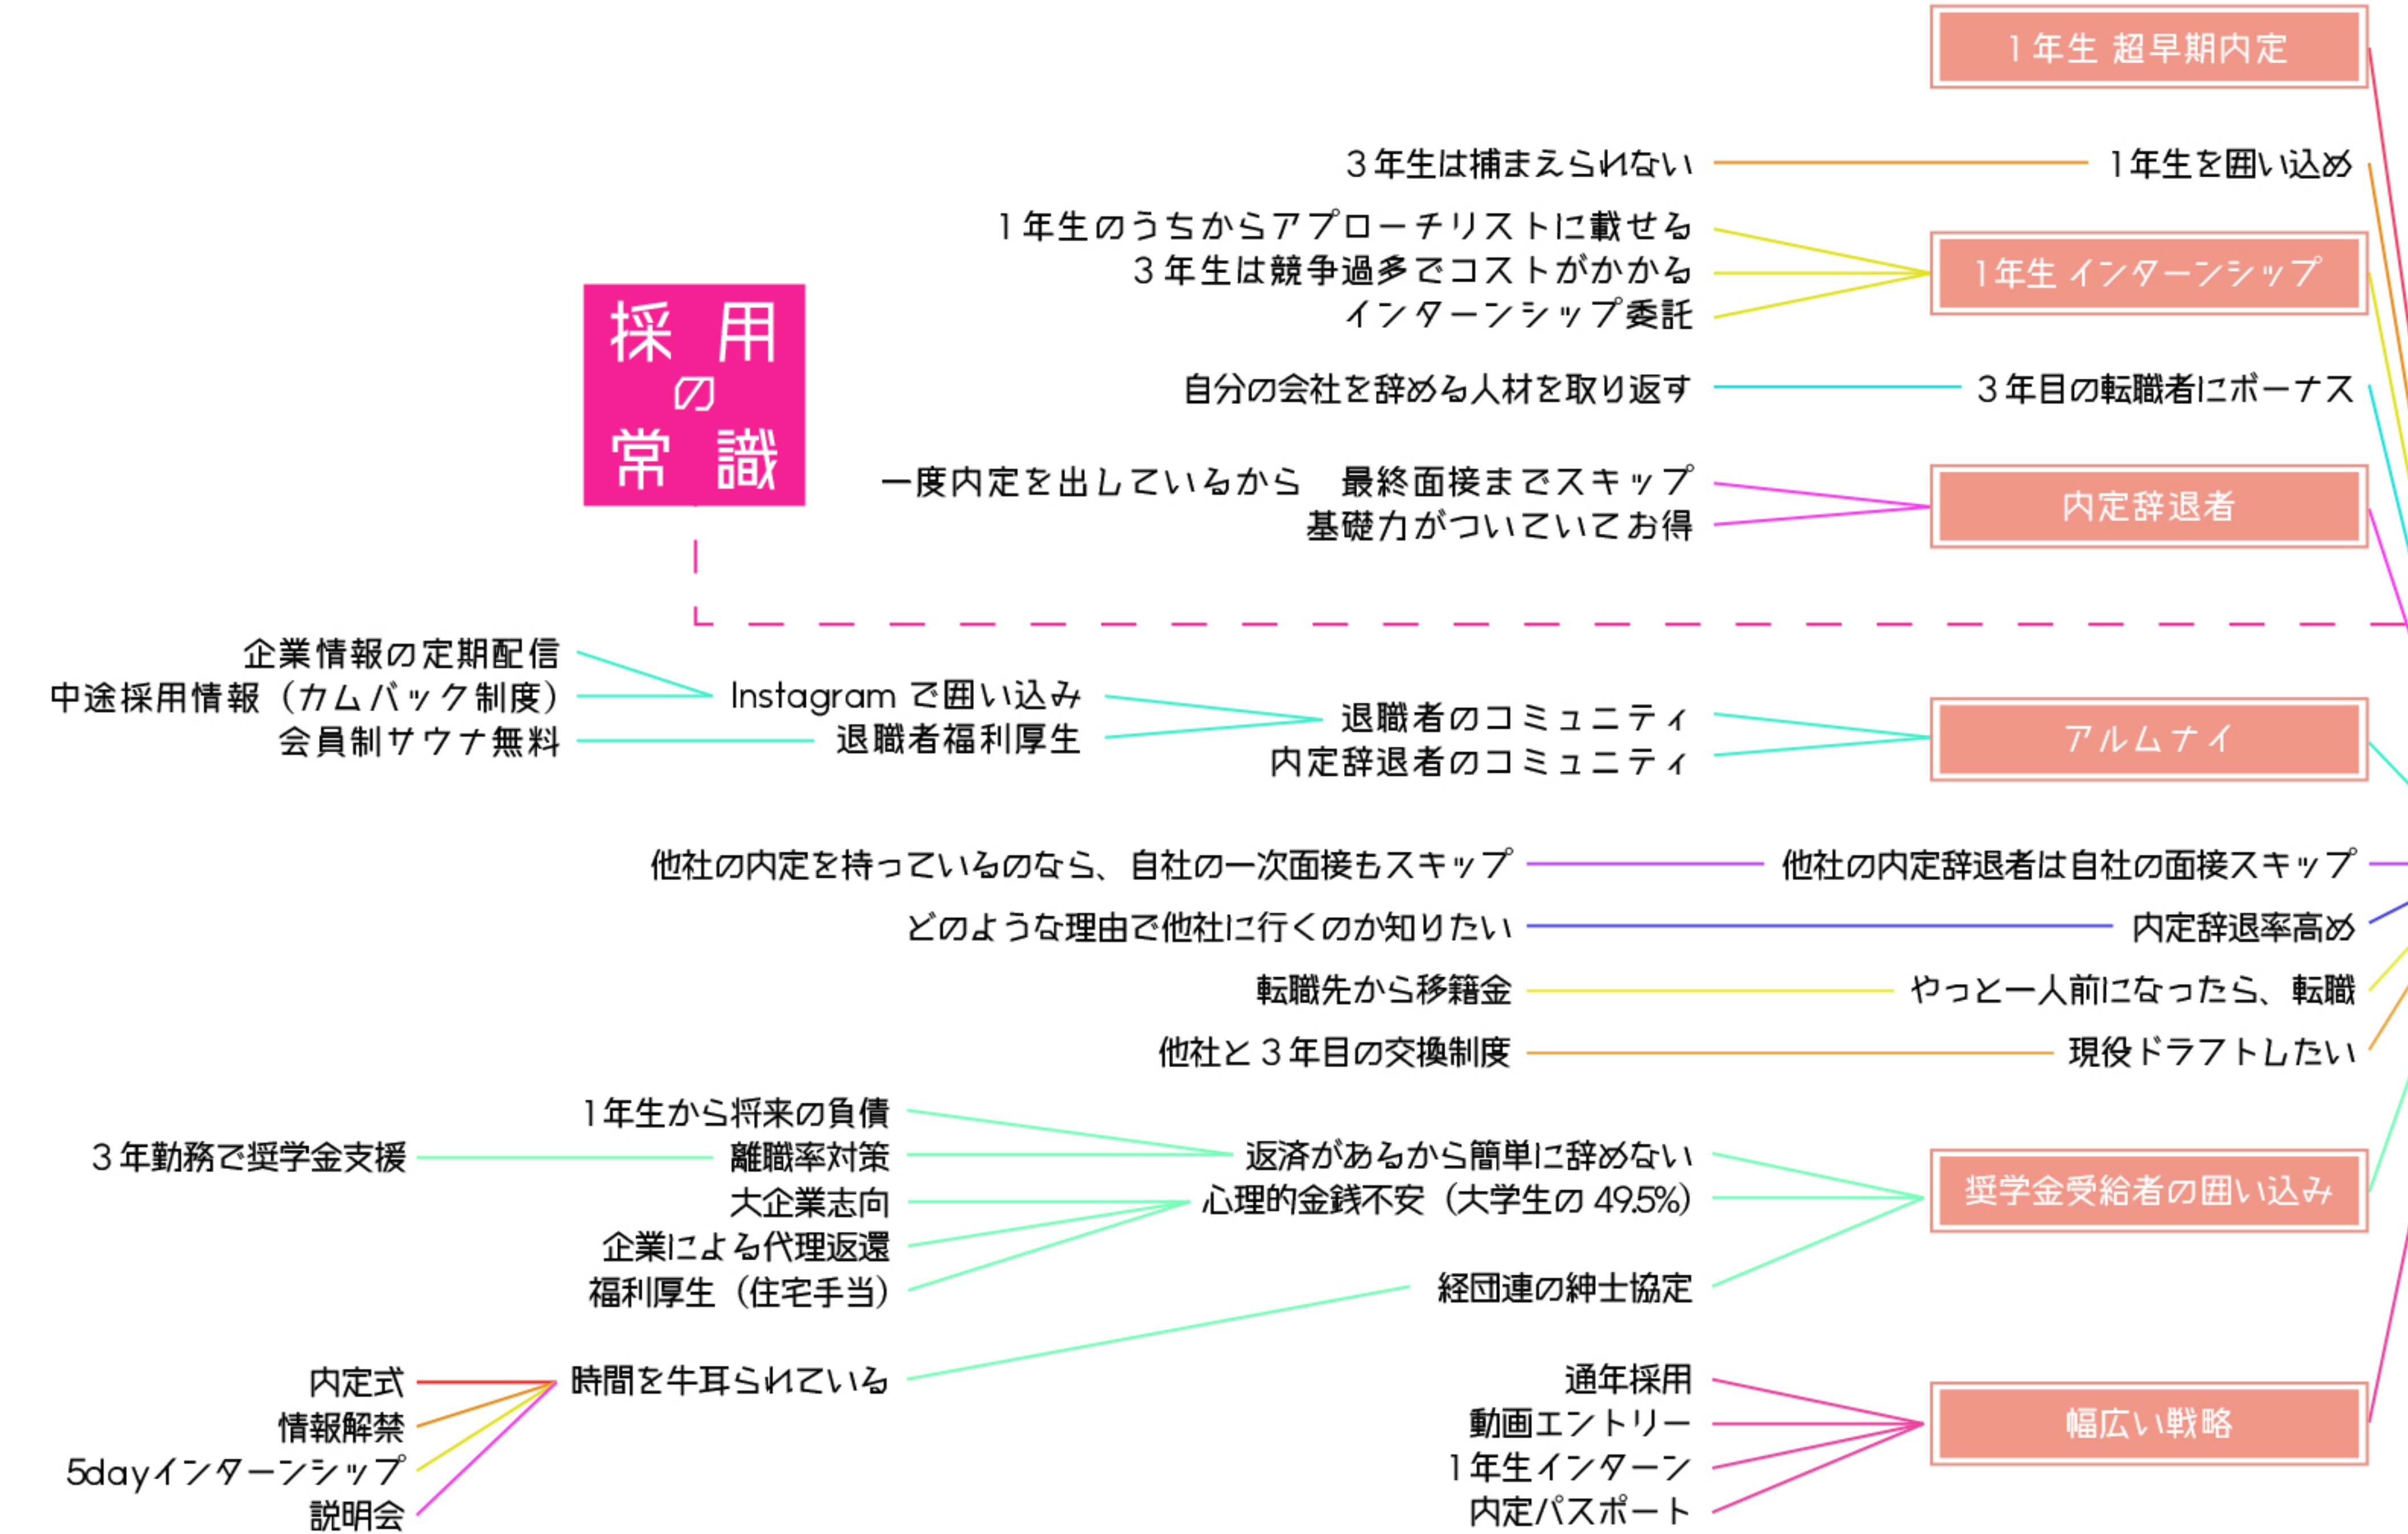 1年生 超早期内定
3年生は捕まえられない
1年生を囲い込め
1年生のうちからアプローチリストに載せる
3年生は競争過多でコストがかかる
インターンシップ委託
1年生 インターンシップ
採用
の
常識
自分の会社を辞める人材を取り返す
3年目の転職者にボーナス
一度内定を出しているから　最終面接までスキップ
基礎力がついていてお得
内定辞退者
企業情報の定期配信
中途採用情報（カムバック制度）
会員制サウナ無料
Instagram で囲い込み
退職者福利厚生
退職者のコミュニティ
内定辞退者のコミュニティ
アルムナイ
他社の内定を持っているのなら、自社の一次面接もスキップ
他社の内定辞退者は自社の面接スキップ
どのような理由で他社に行くのか知りたい
内定辞退率高め
転職先から移籍金
やっと一人前になったら、転職
他社と3年目の交換制度
現役ドラフトしたい
1年生から将来の負債
3年勤務で奨学金支援
離職率対策
大企業志向
企業による代理返還
福利厚生（住宅手当）
返済があるから簡単に辞めない
心理的金銭不安（大学生の 49.5%）
経団連の紳士協定
奨学金受給者の囲い込み
内定式
情報解禁
5dayインターンシップ
説明会
時間を牛耳られている
通年採用
動画エントリー
1年生インターン
内定パスポート
幅広い戦略